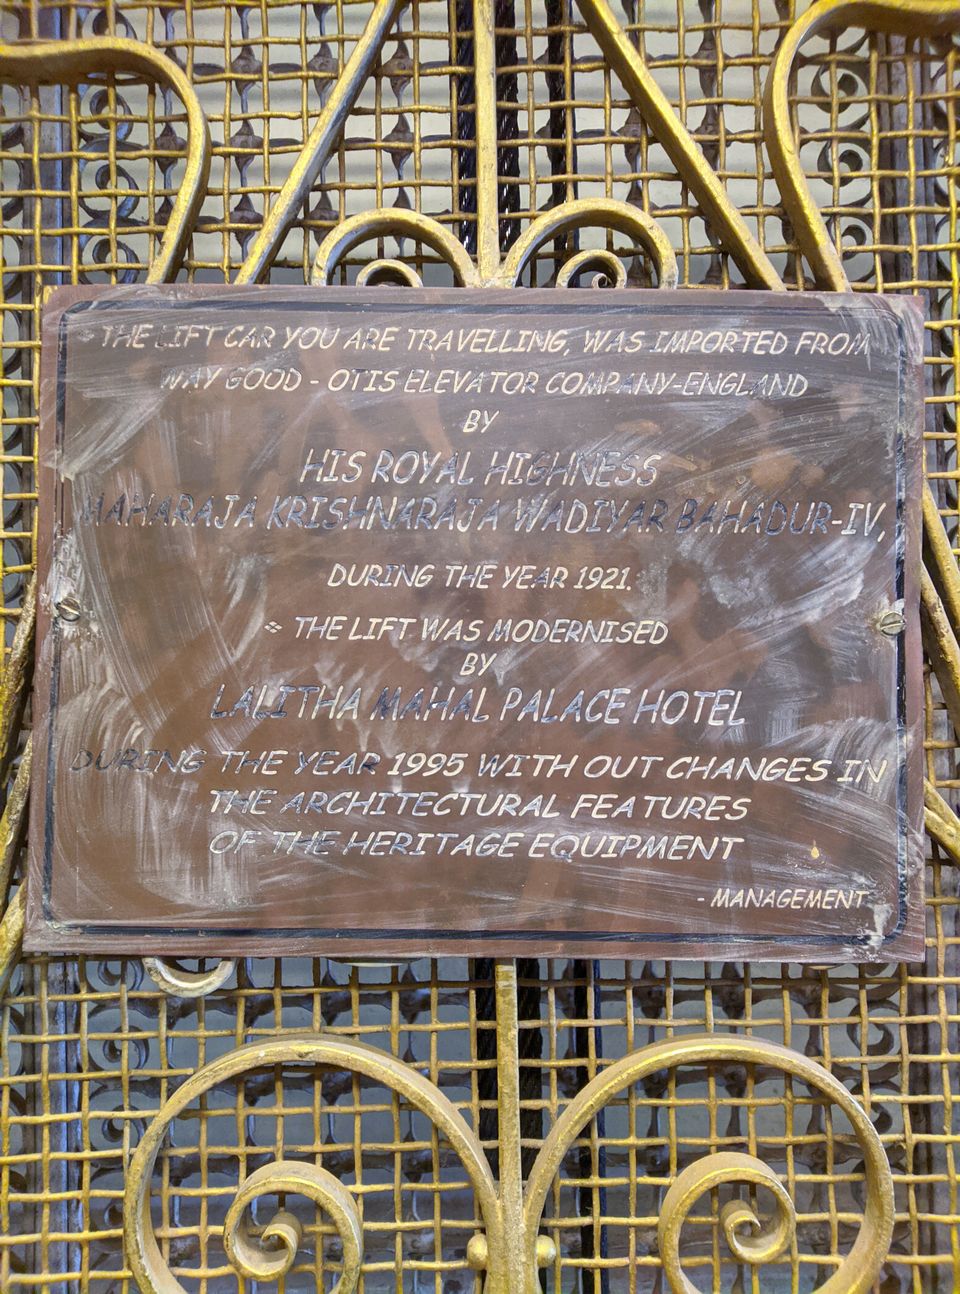 ❖ THE LIFT CAR YOU ARE TRAVELLING, WAS IMPORTED FROM
WAY GOOD - OTIS ELEVATOR COMPANY-ENGLAND
BY
HIS ROYAL HIGHNESS
MAHARAJA KRISHNARAJA WADIYAR BAHADUR-IV,
DURING THE YEAR 1921.
❖ THE LIFT WAS MODERNISED
BY
LALITHA MAHAL PALACE HOTEL
DURING THE YEAR 1995 WITH OUT CHANGES IN
THE ARCHITECTURAL FEATURES
OF THE HERITAGE EQUIPMENT
- MANAGEMENT